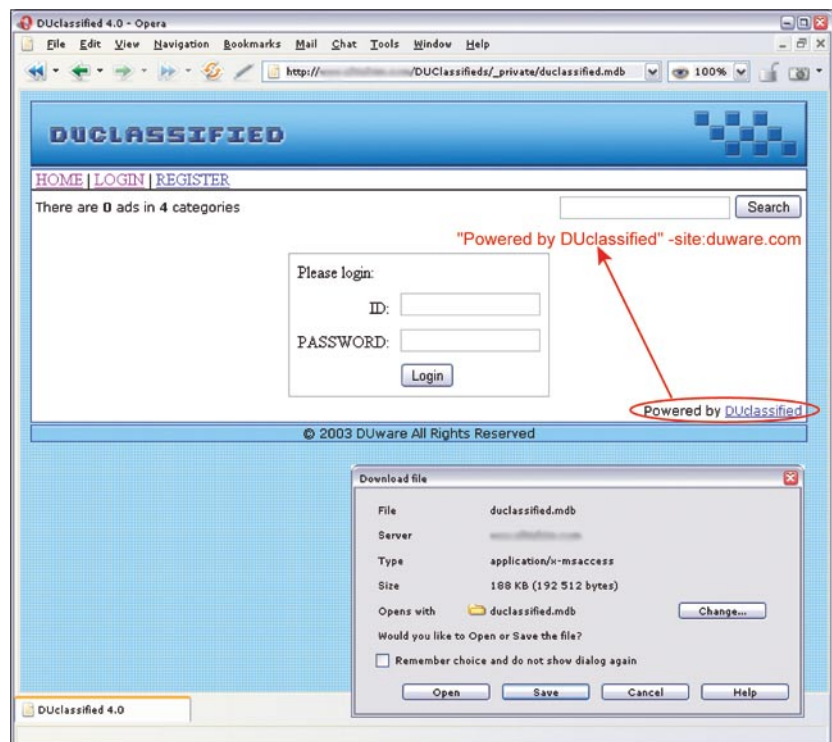 DUclassified 4.0 - Opera
File Edit View Navigation Bookmarks Mail Chat Tools Window Help
http:// /DUClassifieds/_private/duclassified.mdb 100%
DUCLASSIFIED
HOME | LOGIN | REGISTER
There are 0 ads in 4 categories Search
"Powered by DUclassified" -site:duware.com
Please login:
ID:
PASSWORD:
Login
Powered by DUclassified
© 2003 DUware All Rights Reserved
Download file
File duclassified.mdb
Server
Type application/x-msaccess
Size 188 KB (192 512 bytes)
Opens with duclassified.mdb Change...
Would you like to Open or Save the file?
Remember choice and do not show dialog again
Open Save Cancel Help
DUclassified 4.0